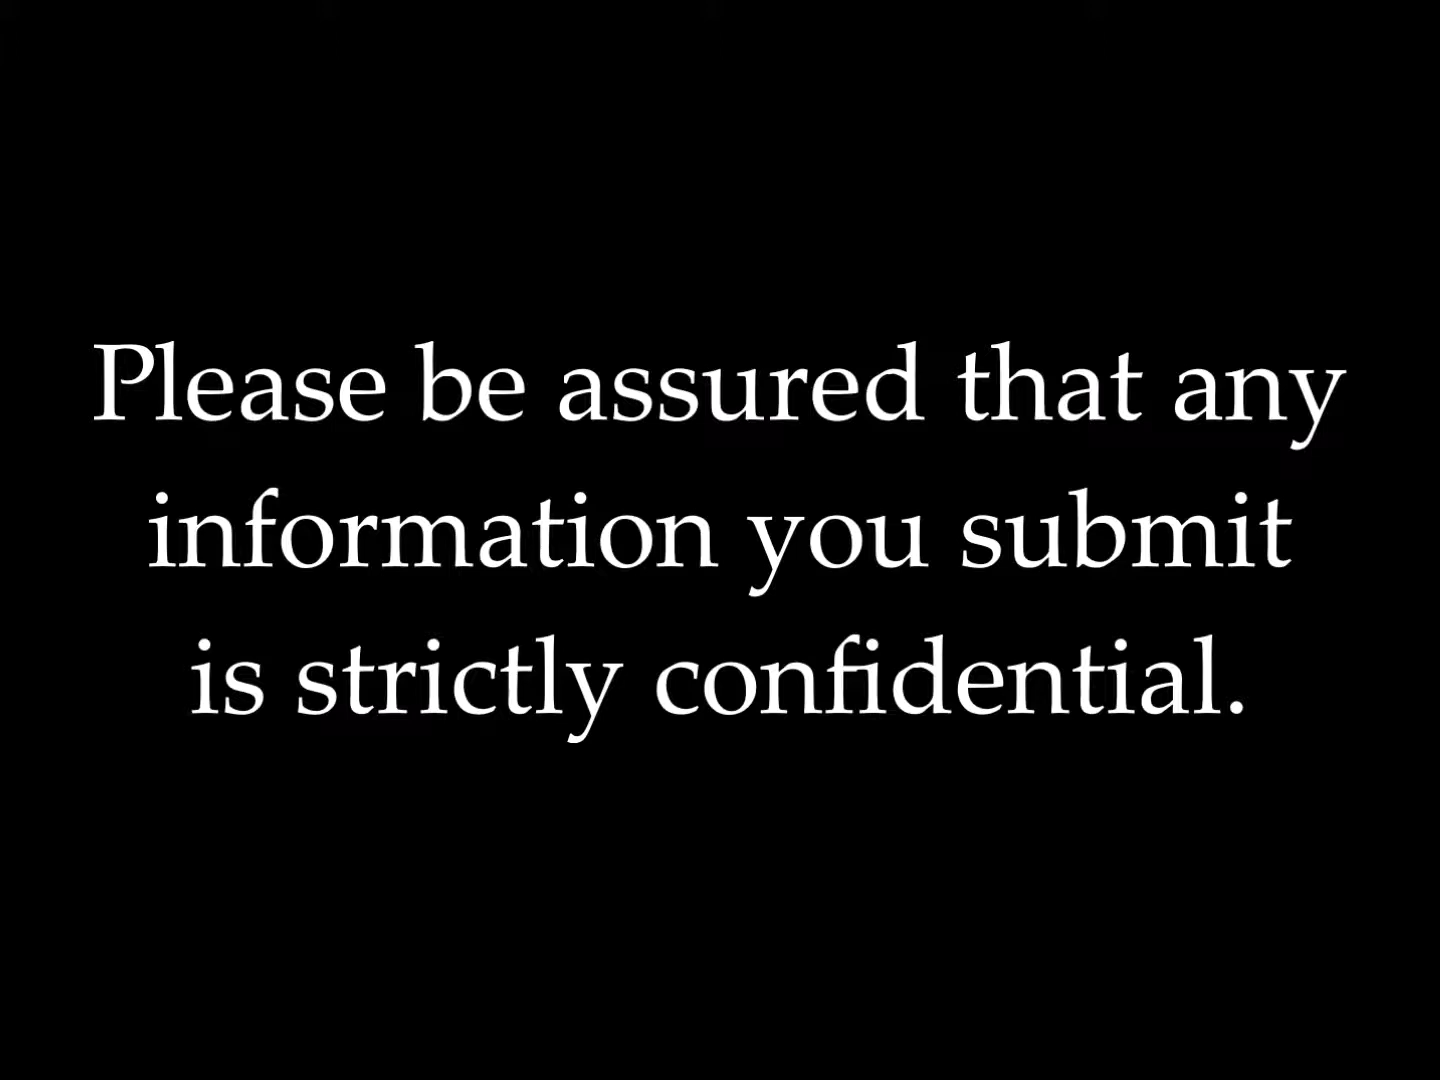 Please be assured that any
information you submit
is strictly confidential.